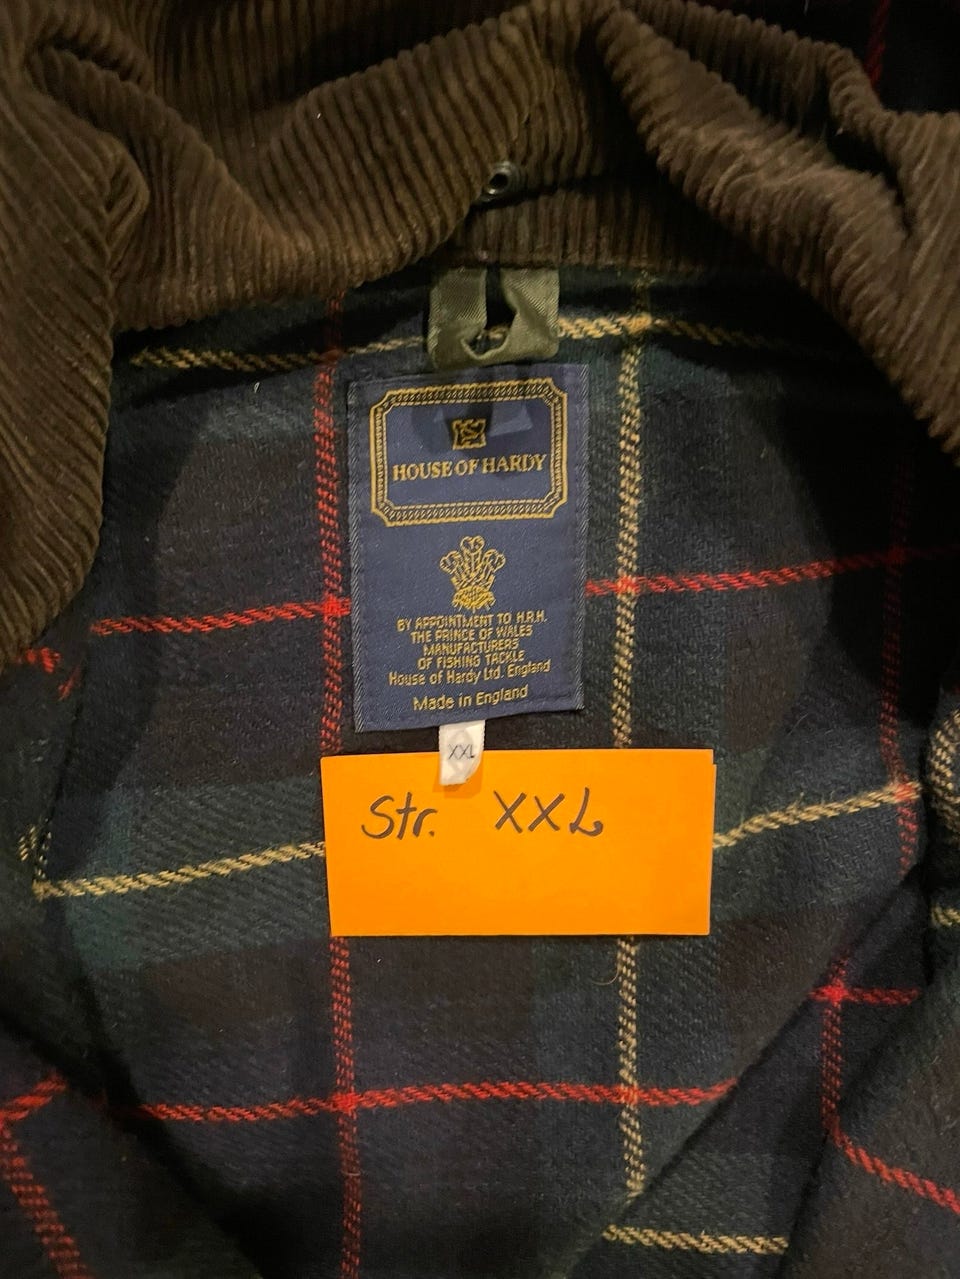 HOUSE OF HARDY
BY APPOINTMENT TO H.R.H.
THE PRINCE OF WALES
MANUFACTURERS
OF FISHING TACKLE
House of Hardy Ltd. England
Made in England
XXL
Str. XXL